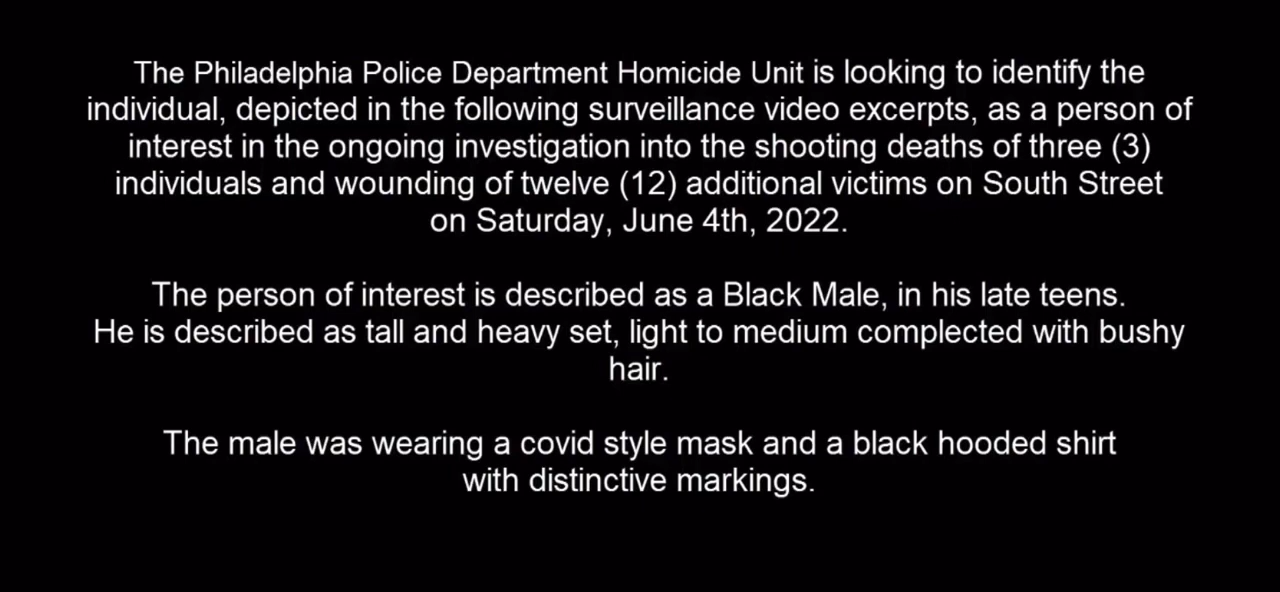 The Philadelphia Police Department Homicide Unit is looking to identify the
individual, depicted in the following surveillance video excerpts, as a person of
interest in the ongoing investigation into the shooting deaths of three (3)
individuals and wounding of twelve (12) additional victims on South Street
on Saturday, June 4th, 2022.
The person of interest is described as a Black Male, in his late teens.
He is described as tall and heavy set, light to medium complected with bushy
hair.
The male was wearing a covid style mask and a black hooded shirt
with distinctive markings.